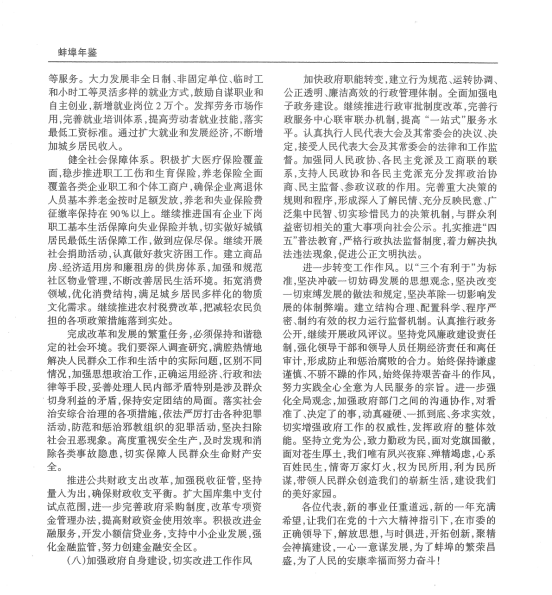 蚌埠年鉴
等服务。大力发展非全日制、非固定单位、临时工
和小时工等灵活多样的就业方式,鼓励自谋职业和
自主创业,新增就业岗位2万个。发挥劳务市场作
用,完善就业培训体系,提高劳动者就业技能,落实
最低工资标准。通过扩大就业和发展经济,不断增
加城乡居民收入。
健全社会保障体系。积极扩大医疗保险覆盖
面,稳步推进职工工伤和生育保险,养老保险全面
覆盖各类企业职工和个体工商户,确保企业离退休
人员基本养老金按时足额发放,养老和失业保险费
征缴率保持在90%以上。继续推进国有企业下岗
职工基本生活保障向失业保险并轨,切实做好城镇
居民最低生活保障工作,做到应保尽保。继续开展
社会捐助活动,认真做好救灾济困工作。建立商品
房、经济适用房和廉租房的供房体系,加强和规范
社区物业管理,不断改善居民生活环境。拓宽消费
领域,优化消费结构,满足城乡居民多样化的物质
文化需求。继续推进农村税费改革,把减轻农民负
担的各项政策措施落到实处。
完成改革和发展的繁重任务,必须保持和谐稳
定的社会环境。我们要深入调查研究,满腔热情地
解决人民群众工作和生活中的实际问题,区别不同
情况,加强思想政治工作,正确运用经济、行政和法
律等手段,妥善处理人民内部矛盾特别是涉及群众
切身利益的矛盾,保持安定团结的局面。落实社会
治安综合治理的各项措施,依法严厉打击各种犯罪
活动,防范和惩治邪教组织的犯罪活动,坚决扫除
社会丑恶现象。高度重视安全生产,及时发现和消
除各类事故隐患,切实保障人民群众生命财产安
全。
推进公共财政支出改革,加强税收征管,坚持
量入为出,确保财政收支平衡。扩大国库集中支付
试点范围,进一步完善政府采购制度,改革专项资
金管理办法,提高财政资金使用效率。积极改进金
融服务,开发小额信贷业务,支持中小企业发展,强
化金融监管,努力创建金融安全区。
(八)加强政府自身建设,切实改进工作作风
加快政府职能转变,建立行为规范、运转协调、
公正透明、廉洁高效的行政管理体制。全面加强电
子政务建设。继续推进行政审批制度改革,完善行
政服务中心联审联办机制,提高“一站式”服务水
平。认真执行人民代表大会及其常委会的决议、决
定,接受人民代表大会及其常委会的法律和工作监
督。加强同人民政协、各民主党派及工商联的联
系,支持人民政协和各民主党派充分发挥政治协
商、民主监督、参政议政的作用。完善重大决策的
规则和程序,形成深入了解民情、充分反映民意、广
泛集中民智、切实珍惜民力的决策机制,与群众利
益密切相关的重大事项向社会公示。扎实推进“四
五”普法教育,严格行政执法监督制度,着力解决执
法违法现象,促进公正文明执法。
进一步转变工作作风。以“三个有利于”为标
准,坚决冲破一切妨碍发展的思想观念,坚决改变
一切束缚发展的做法和规定,坚决革除一切影响发
展的体制弊端。建立结构合理、配置科学、程序严
密、制约有效的权力运行监督机制。认真推行政务
公开,继续开展政风评议。坚持党风廉政建设责任
制,强化领导干部和领导人员任期经济责任和离任
审计,形成防止和惩治腐败的合力。始终保持谦虚
谨慎、不骄不躁的作风,始终保持艰苦奋斗的作风,
努力实践全心全意为人民服务的宗旨。进一步强
化全局观念,加强政府部门之间的沟通协作,对看
准了、决定了的事,动真碰硬、一抓到底、务求实效,
切实增强政府工作的权威性,发挥政府的整体效
能。坚持立党为公,致力勤政为民,面对党旗国徽,
面对苍生厚土,我们唯有夙兴夜寐、殚精竭虑,心系
百姓民生,情寄万家灯火,权为民所用,利为民所
谋,带领人民群众创造我们的崭新生活,建设我们
的美好家园。
各位代表,新的事业任重道远,新的一年充满
希望,让我们在党的十六大精神指引下,在市委的
正确领导下,解放思想,与时俱进,开拓创新,聚精
会神搞建设,一心一意谋发展,为了蚌埠的繁荣昌
盛,为了人民的安康幸福而努力奋斗!